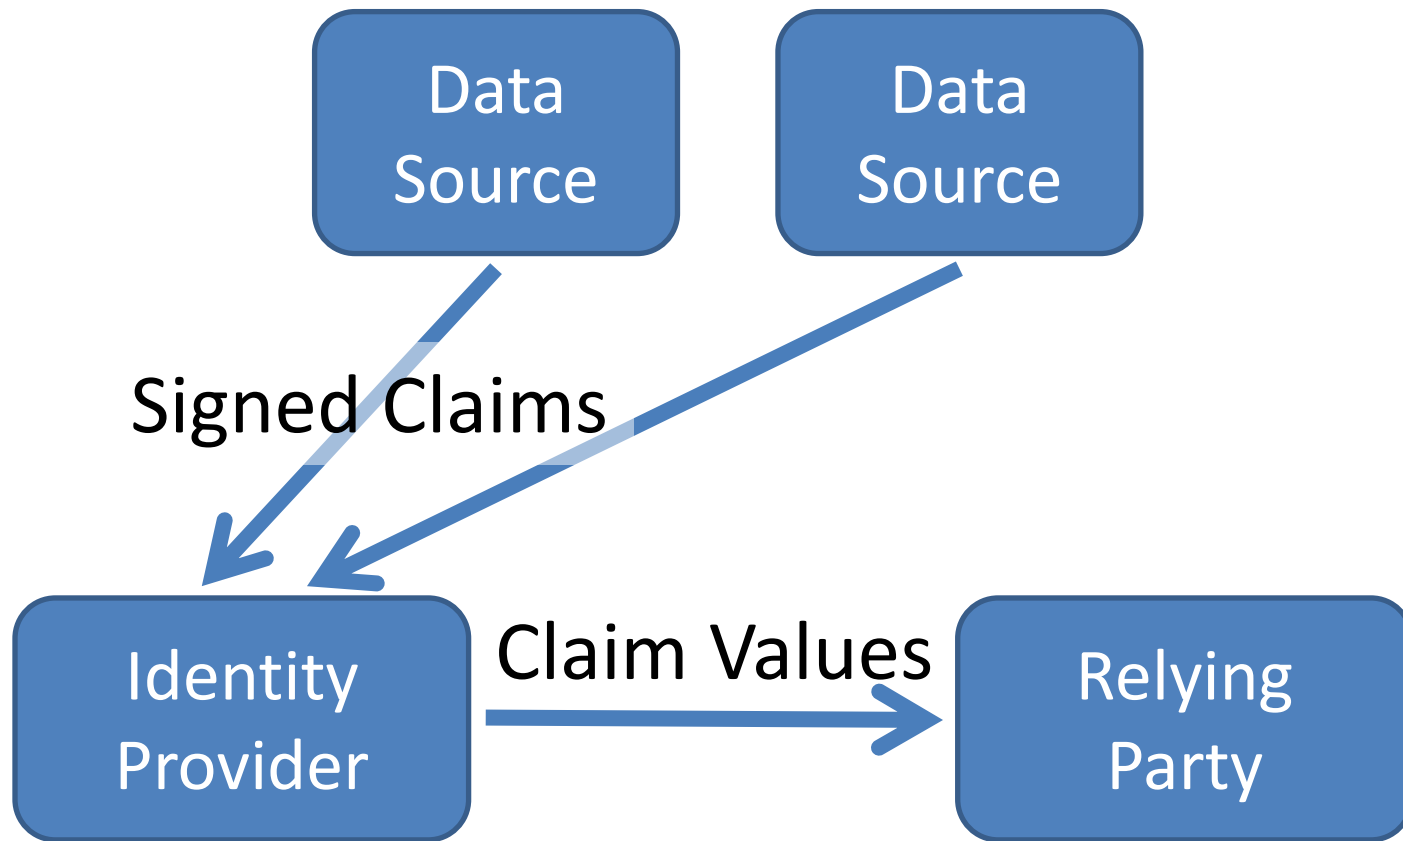 Data
Source
Data
Source
Signed Claims
Claim Values
Identity
Provider
Relying
Party